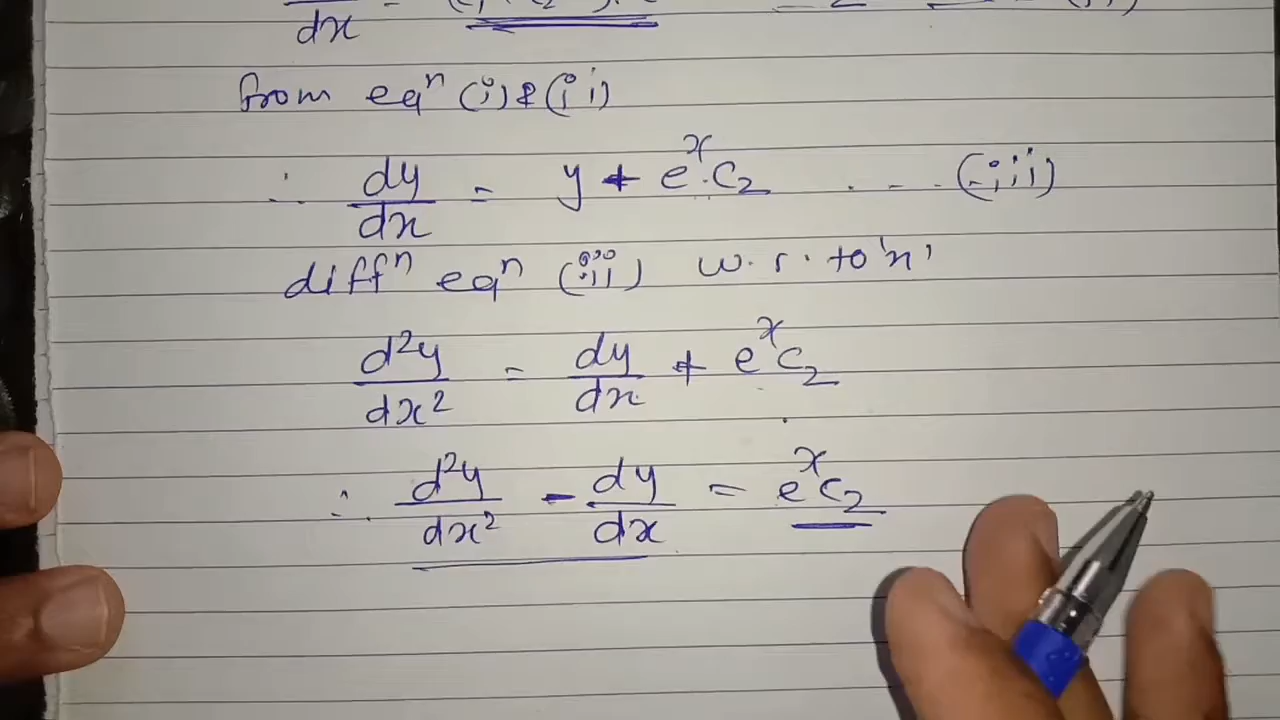 dx
from eqⁿ (i) & (ii)
∴ dy/dx = y + eˣ.c₂ ... (iii)
diffⁿ eqⁿ (iii) w.r.to 'x'
d²y/dx² = dy/dx + eˣc₂
∴ d²y/dx² - dy/dx = eˣc₂